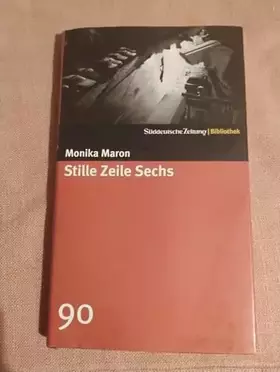 Süddeutsche Zeitung | Bibliothek
Monika Maron
Stille Zeile Sechs
90